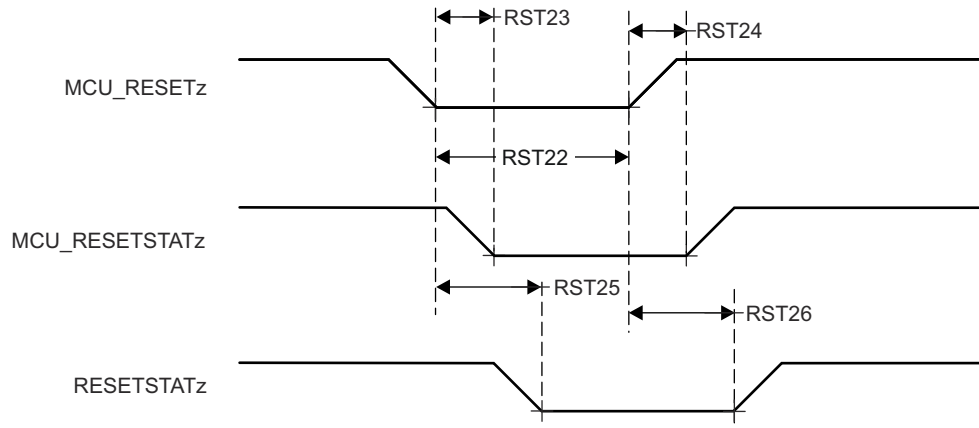 RST23
RST24
MCU_RESETz
RST22
MCU_RESETSTATz
RST25
RST26
RESETSTATz